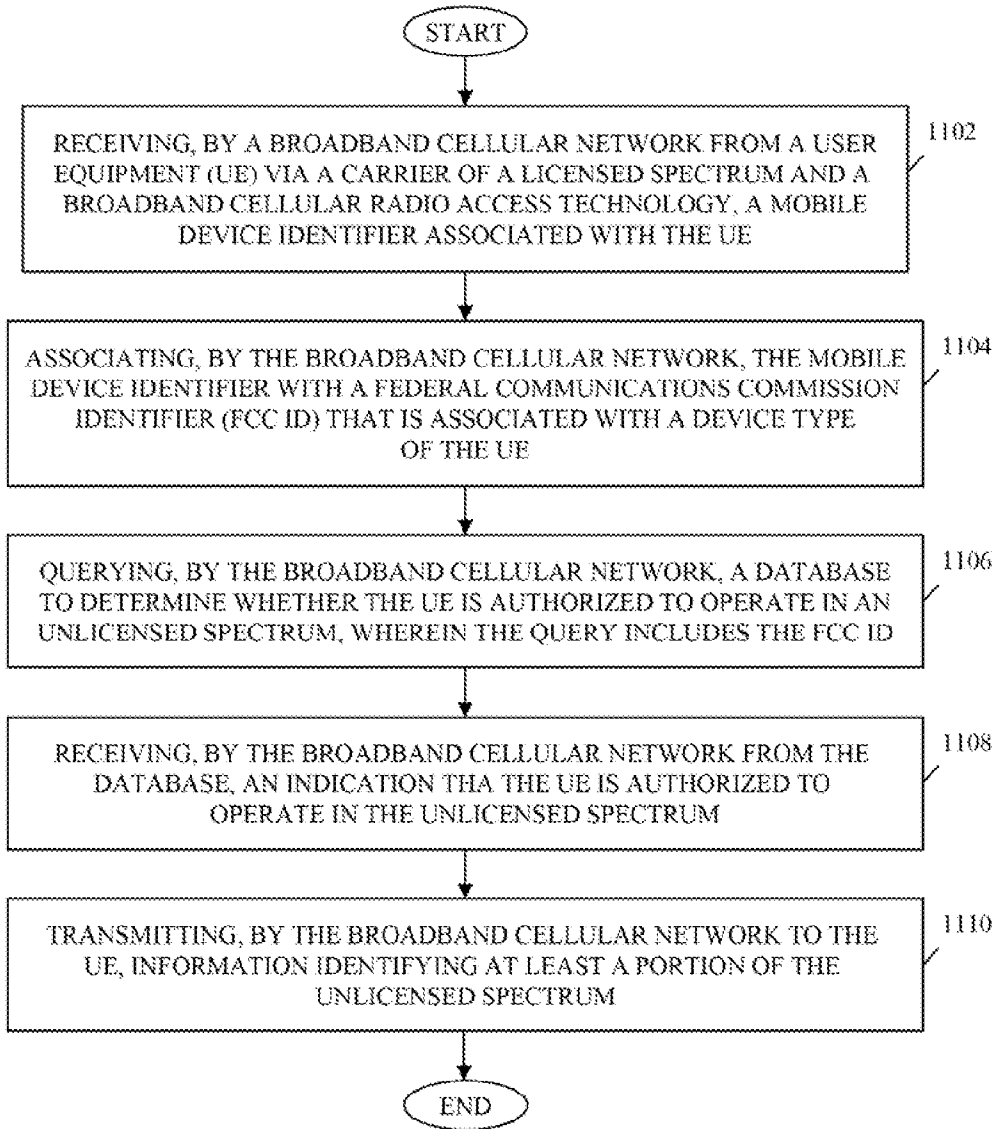 START
RECEIVING, BY A BROADBAND CELLULAR NETWORK FROM A USER
EQUIPMENT (UE) VIA A CARRIER OF A LICENSED SPECTRUM AND A
BROADBAND CELLULAR RADIO ACCESS TECHNOLOGY, A MOBILE
DEVICE IDENTIFIER ASSOCIATED WITH THE UE
1102
ASSOCIATING, BY THE BROADBAND CELLULAR NETWORK, THE MOBILE
DEVICE IDENTIFIER WITH A FEDERAL COMMUNICATIONS COMMISSION
IDENTIFIER (FCC ID) THAT IS ASSOCIATED WITH A DEVICE TYPE
OF THE UE
1104
QUERYING, BY THE BROADBAND CELLULAR NETWORK, A DATABASE
TO DETERMINE WHETHER THE UE IS AUTHORIZED TO OPERATE IN AN
UNLICENSED SPECTRUM, WHEREIN THE QUERY INCLUDES THE FCC ID
1106
RECEIVING, BY THE BROADBAND CELLULAR NETWORK FROM THE
DATABASE, AN INDICATION THA THE UE IS AUTHORIZED TO
OPERATE IN THE UNLICENSED SPECTRUM
1108
TRANSMITTING, BY THE BROADBAND CELLULAR NETWORK TO THE
UE, INFORMATION IDENTIFYING AT LEAST A PORTION OF THE
UNLICENSED SPECTRUM
1110
END